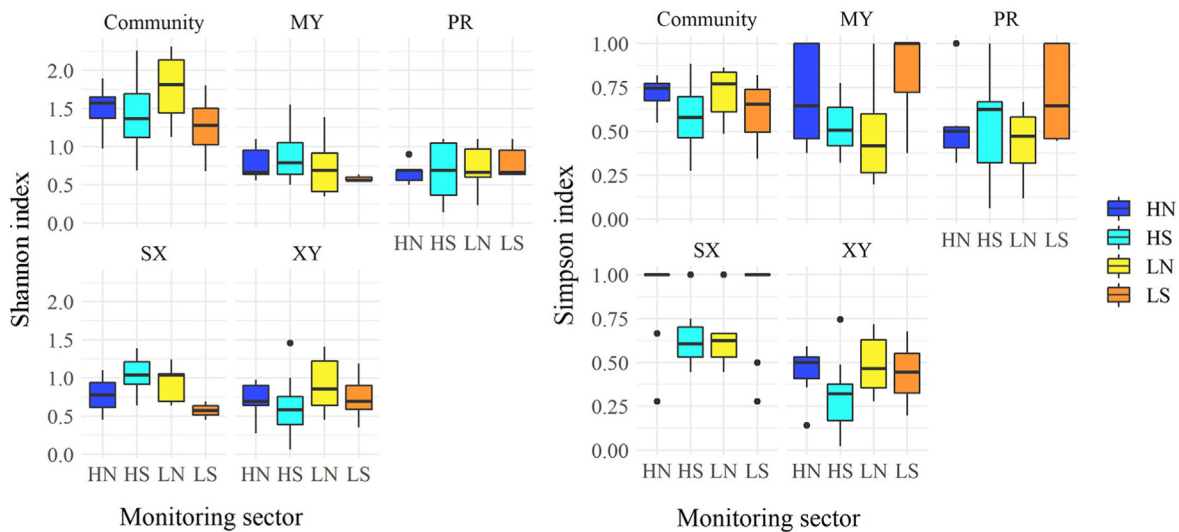 Community MY PR
2.0
1.5
1.0
0.5
0.0
HN HS LN LS
SX XY
2.0
1.5
1.0
0.5
0.0
HN HS LN LS HN HS LN LS
Shannon index
Monitoring sector
Community MY PR
1.00
0.75
0.50
0.25
0.00
HN HS LN LS
SX XY
1.00
0.75
0.50
0.25
0.00
HN HS LN LS HN HS LN LS
Simpson index
Monitoring sector
HN
HS
LN
LS